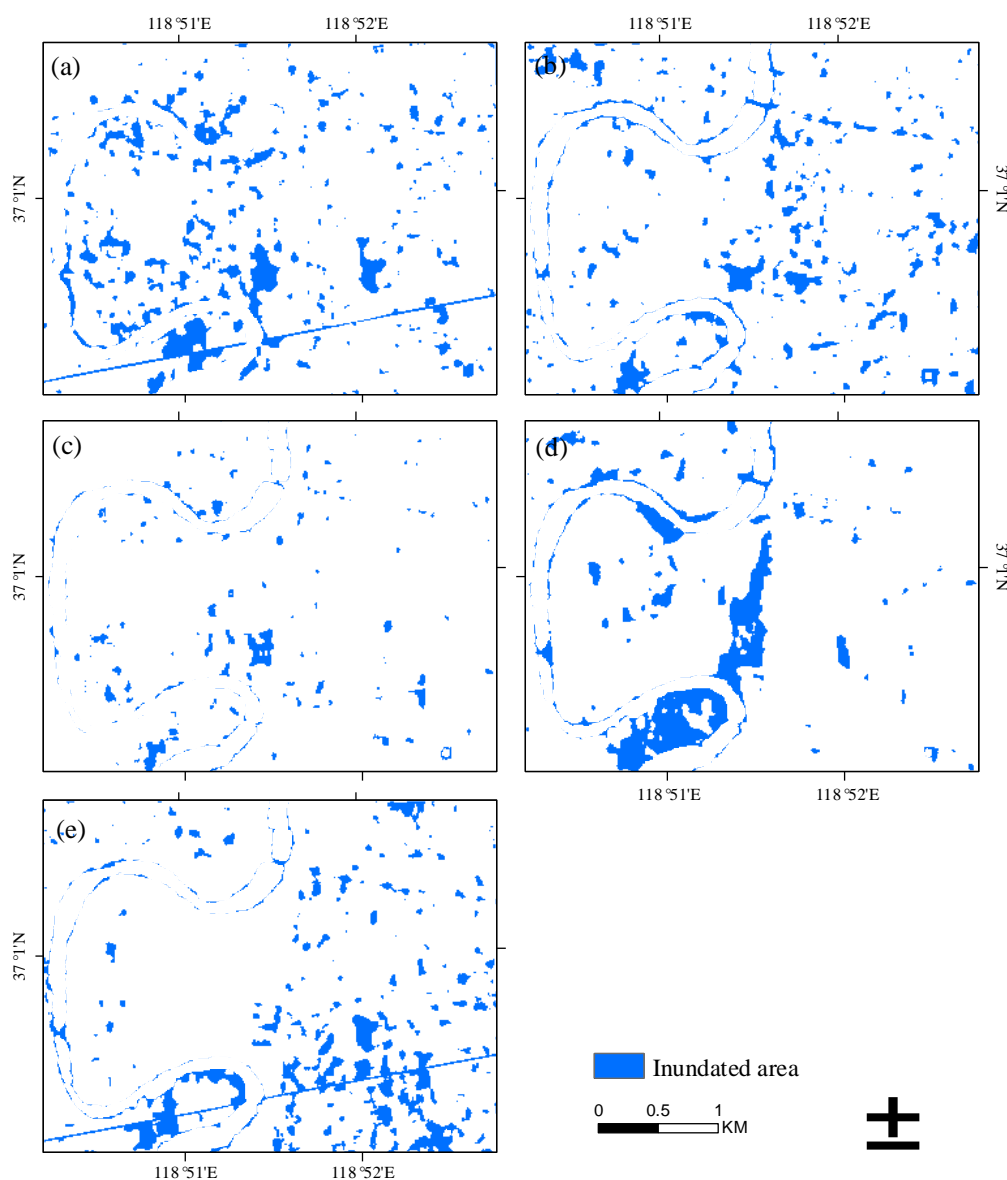 118 °51'E 118 °52'E 118 °51'E 118 °52'E
(a) (b)
37 °1'N 37 °1'N
(c) (d)
37 °1'N 37 °1'N
118 °51'E 118 °52'E
(e)
37 °1'N
Inundated area
0 0.5 1
KM
118 °51'E 118 °52'E